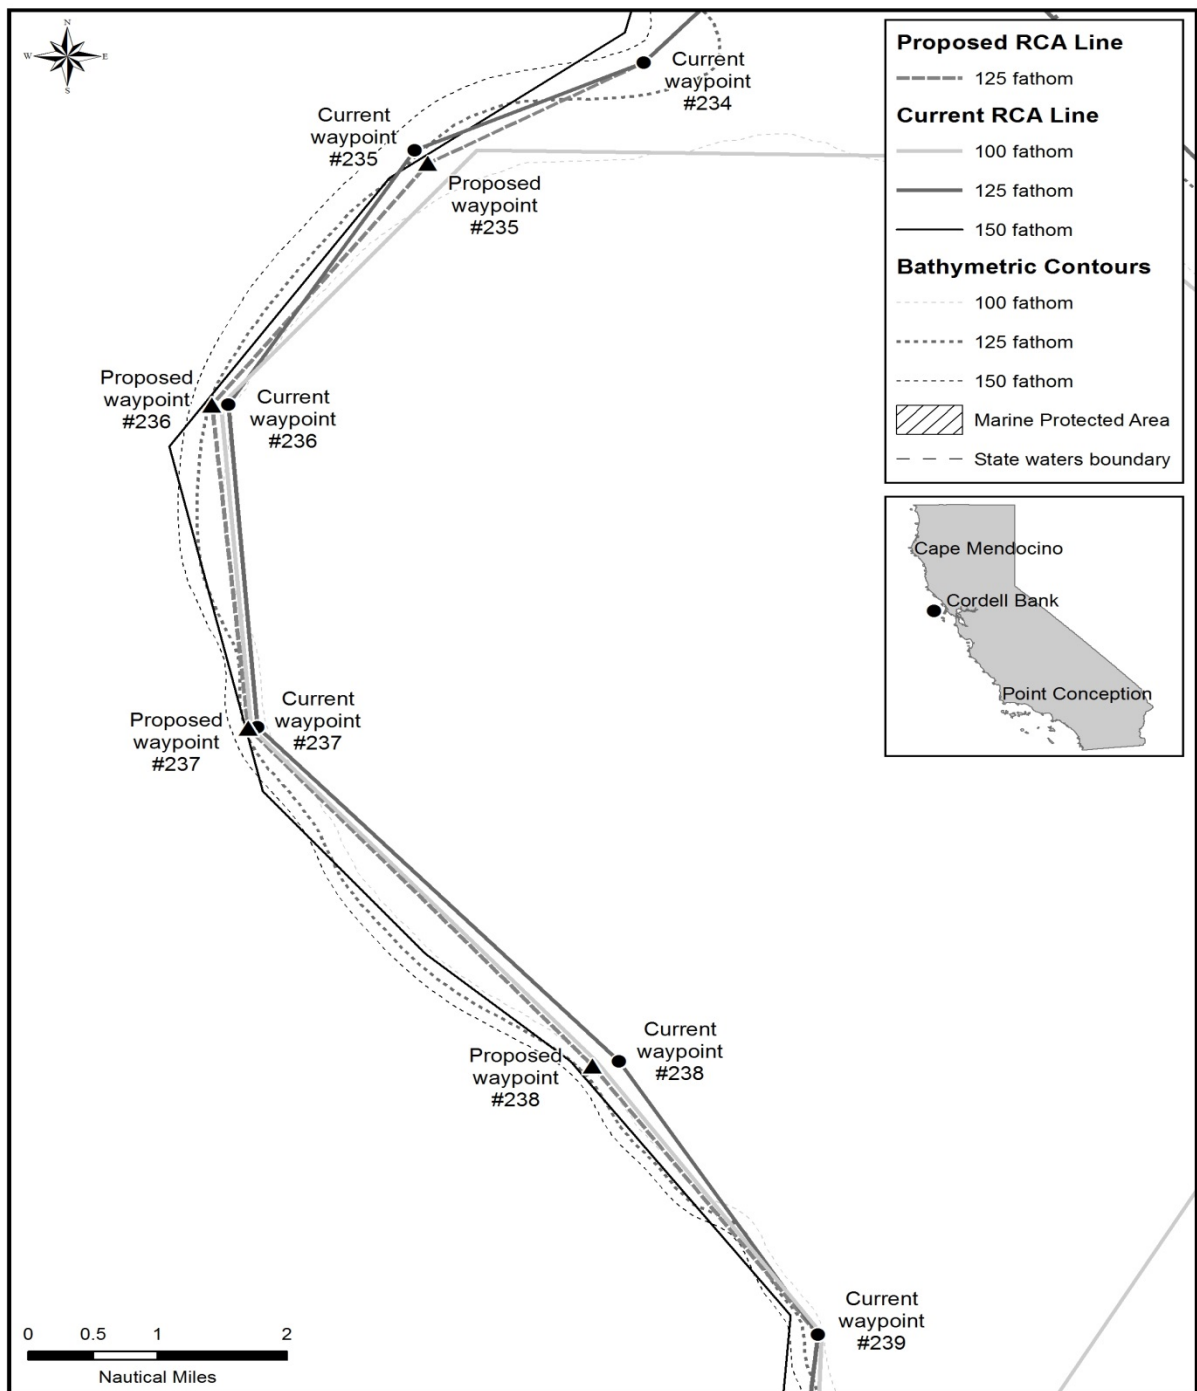 N
W E
S
Current
waypoint
#234
Current
waypoint
#235
Proposed
waypoint
#235
Proposed
waypoint
#236
Current
waypoint
#236
Current
waypoint
#237
Proposed
waypoint
#237
Current
waypoint
#238
Proposed
waypoint
#238
Current
waypoint
#239
0 0.5 1 2
Nautical Miles
Proposed RCA Line
125 fathom
Current RCA Line
100 fathom
125 fathom
150 fathom
Bathymetric Contours
100 fathom
125 fathom
150 fathom
Marine Protected Area
State waters boundary
Cape Mendocino
Cordell Bank
Point Conception